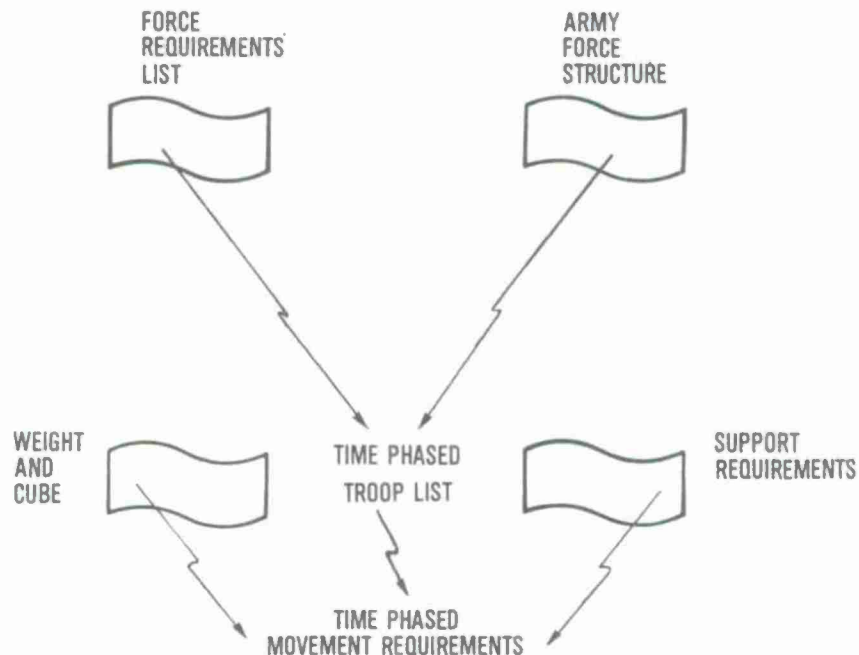 FORCE
REQUIREMENTS
LIST
ARMY
FORCE
STRUCTURE
WEIGHT
AND
CUBE
TIME PHASED
TROOP LIST
SUPPORT
REQUIREMENTS
TIME PHASED
MOVEMENT REQUIREMENTS